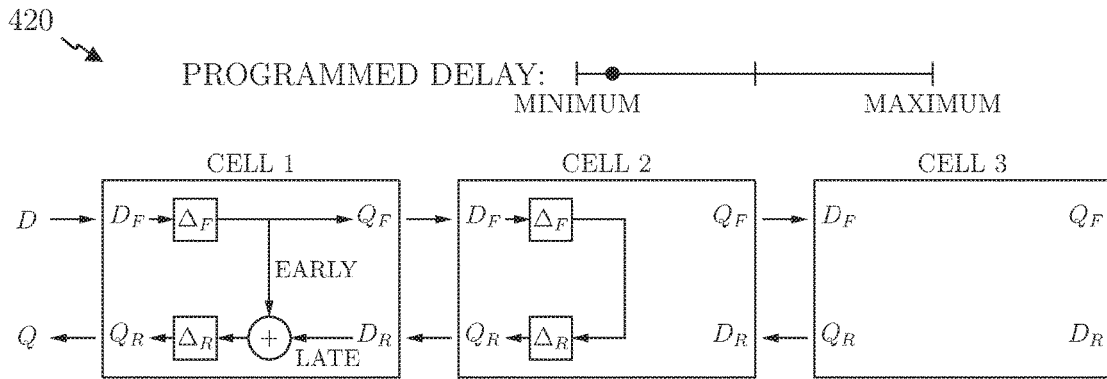 420
PROGRAMMED DELAY:
MINIMUM MAXIMUM
CELL 1 CELL 2 CELL 3
D D_F Δ_F Q_F D_F Δ_F Q_F D_F Q_F
EARLY
Q Q_R Δ_R + D_R Q_R Δ_R D_R Q_R D_R
LATE